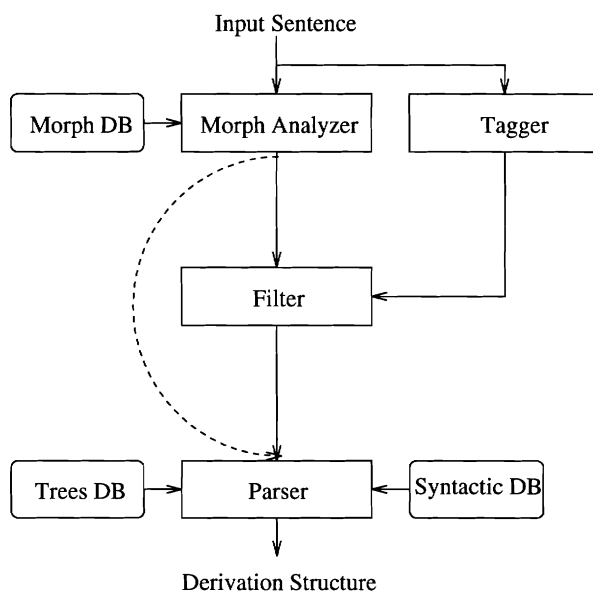 Input Sentence
Morph DB
Morph Analyzer
Tagger
Filter
Trees DB
Parser
Syntactic DB
Derivation Structure